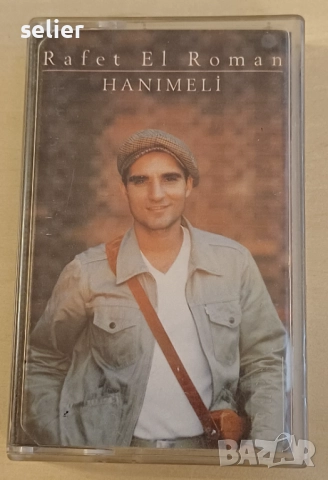 selier
Rafet El Roman
HANIMELİ
BAZAR